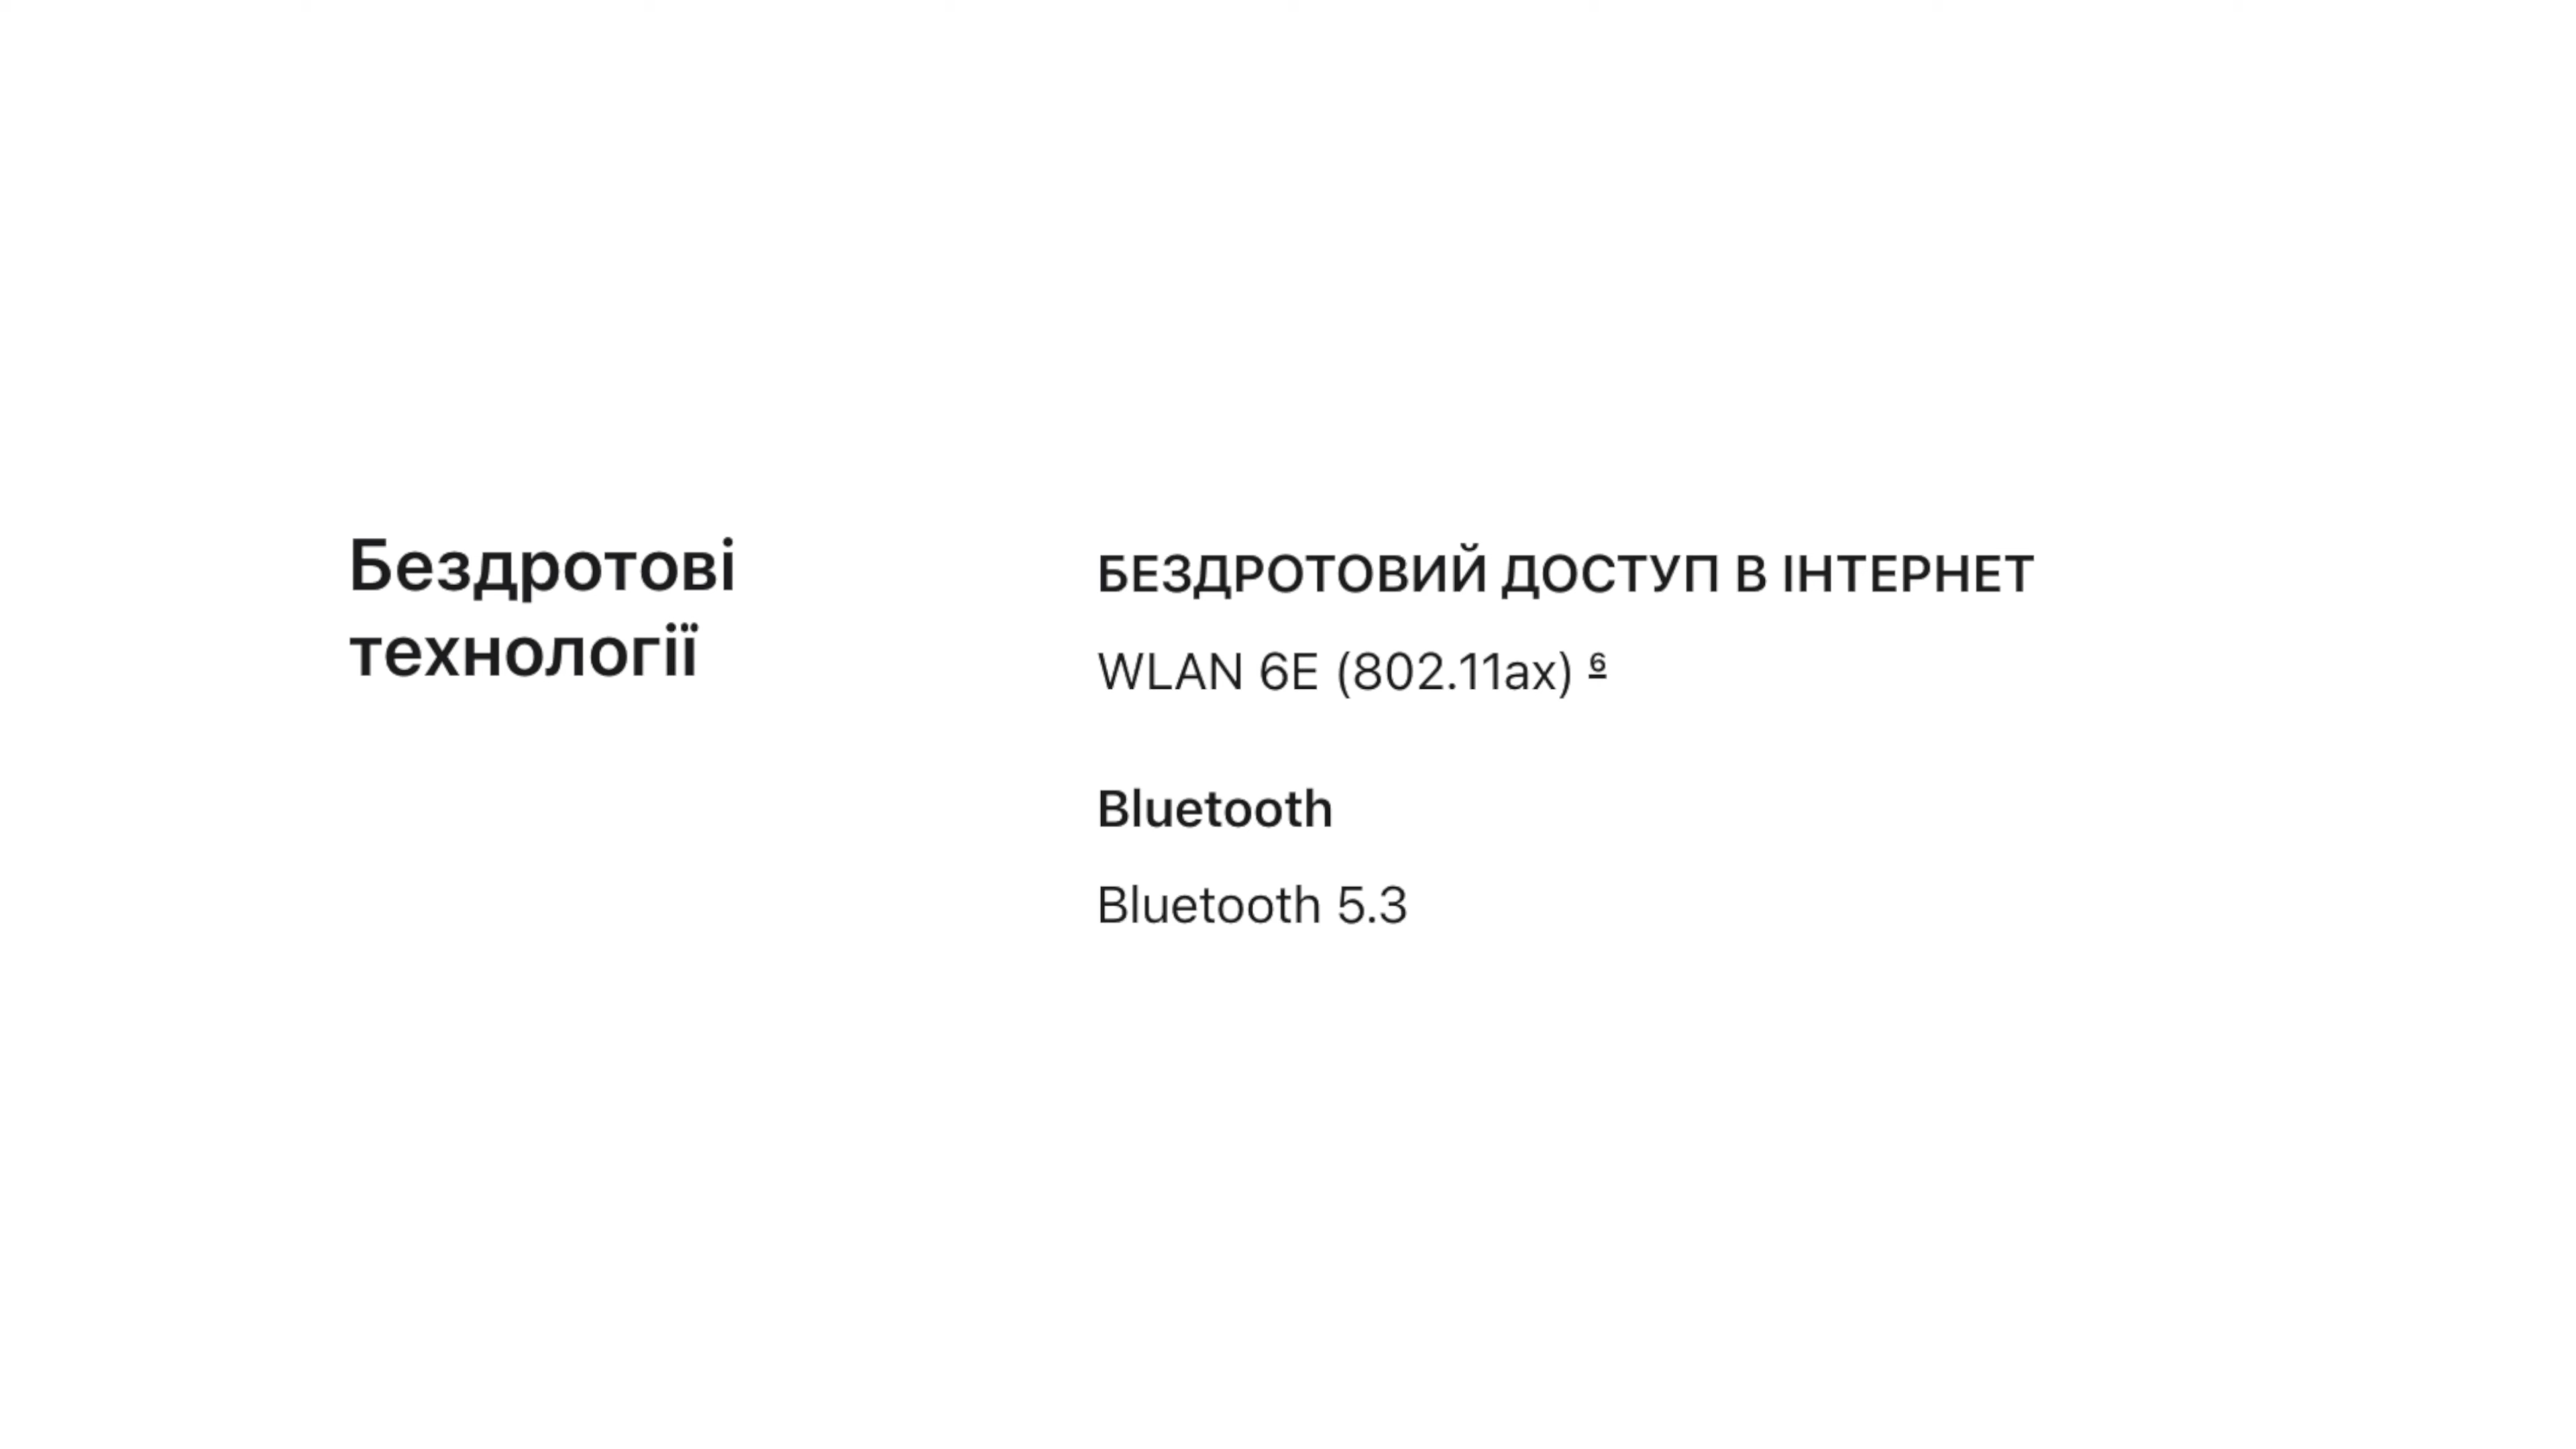 Бездротові
технології
БЕЗДРОТОВИЙ ДОСТУП В ІНТЕРНЕТ
WLAN 6E (802.11ax) ⁶
Bluetooth
Bluetooth 5.3